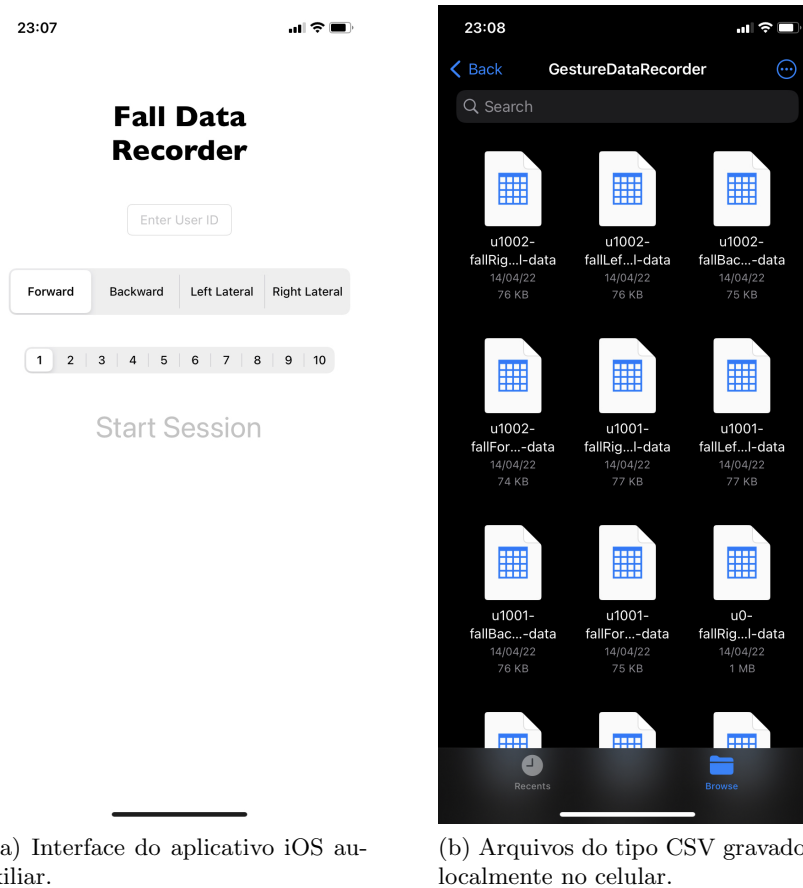 23:07
Fall Data
Recorder
Enter User ID
Forward Backward Left Lateral Right Lateral
1 2 3 4 5 6 7 8 9 10
Start Session
a) Interface do aplicativo iOS au-
xiliar.
23:08
Back GestureDataRecorder
Search
u1002- u1002- u1002-
fallRig...l-data fallLef...l-data fallBac...-data
14/04/22 14/04/22 14/04/22
76 KB 76 KB 75 KB
u1002- u1001- u1001-
fallFor...-data fallRig...l-data fallLef...l-data
14/04/22 14/04/22 14/04/22
74 KB 77 KB 77 KB
u1001- u1001- u0-
fallBac...-data fallFor...-data fallRig...l-data
14/04/22 14/04/22 14/04/22
76 KB 75 KB 1 MB
Recents Browse
(b) Arquivos do tipo CSV gravado
localmente no celular.